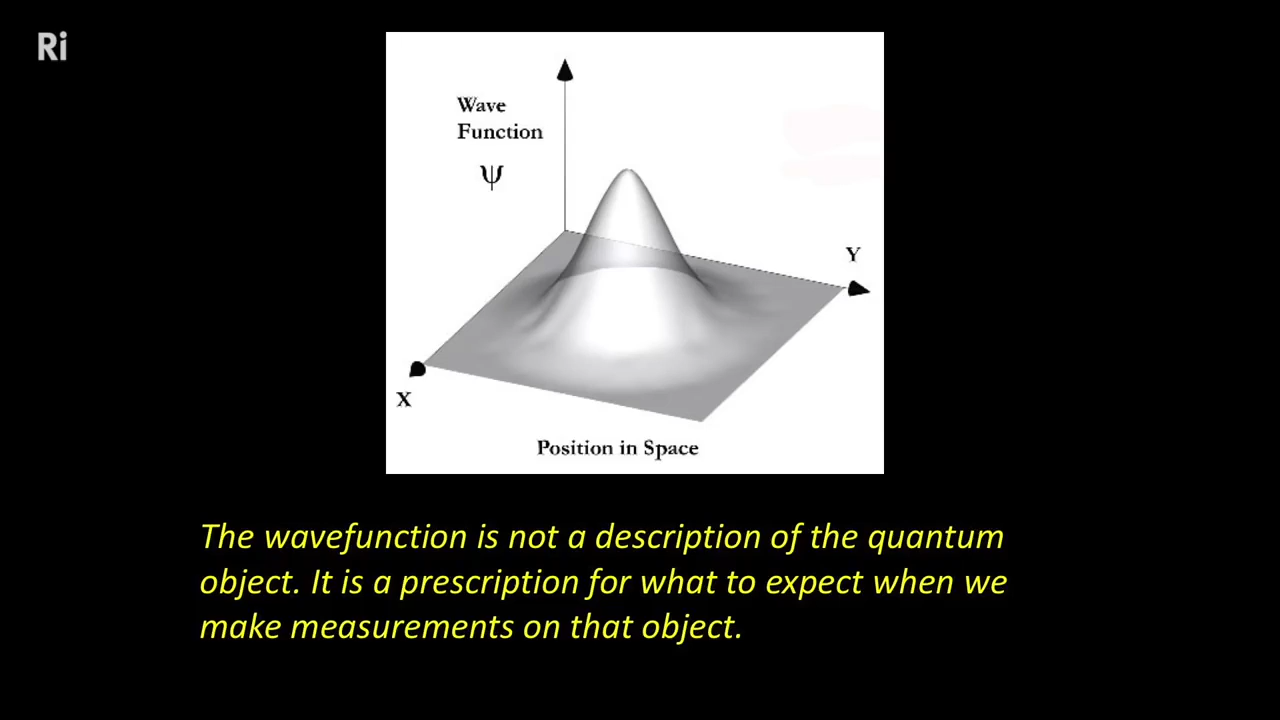 Ri
Wave
Function
ψ
Y
X
Position in Space
The wavefunction is not a description of the quantum
object. It is a prescription for what to expect when we
make measurements on that object.